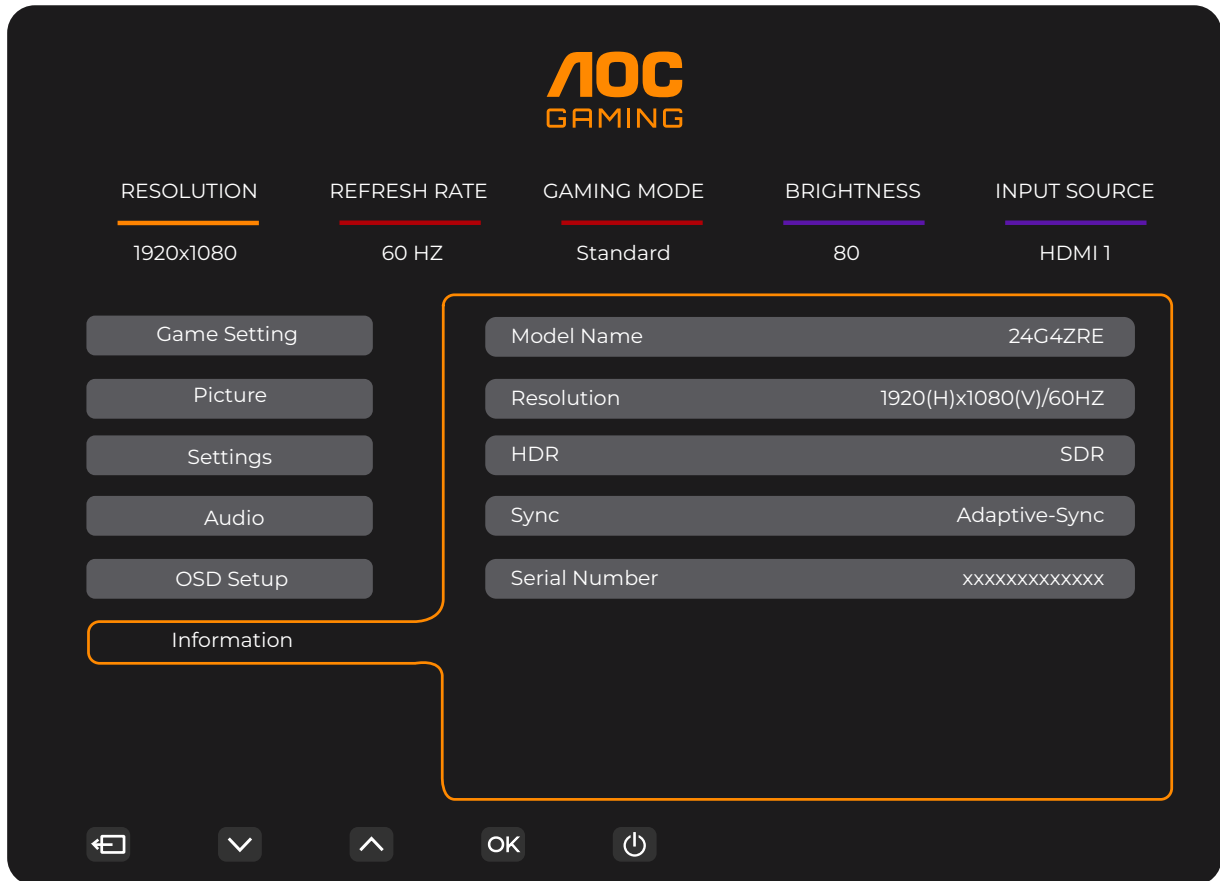 AOC
GAMING
RESOLUTION REFRESH RATE GAMING MODE BRIGHTNESS INPUT SOURCE
1920x1080 60 HZ Standard 80 HDMI 1
Game Setting Model Name 24G4ZRE
Picture Resolution 1920(H)x1080(V)/60HZ
Settings HDR SDR
Audio Sync Adaptive-Sync
OSD Setup Serial Number xxxxxxxxxxxxx
Information
OK